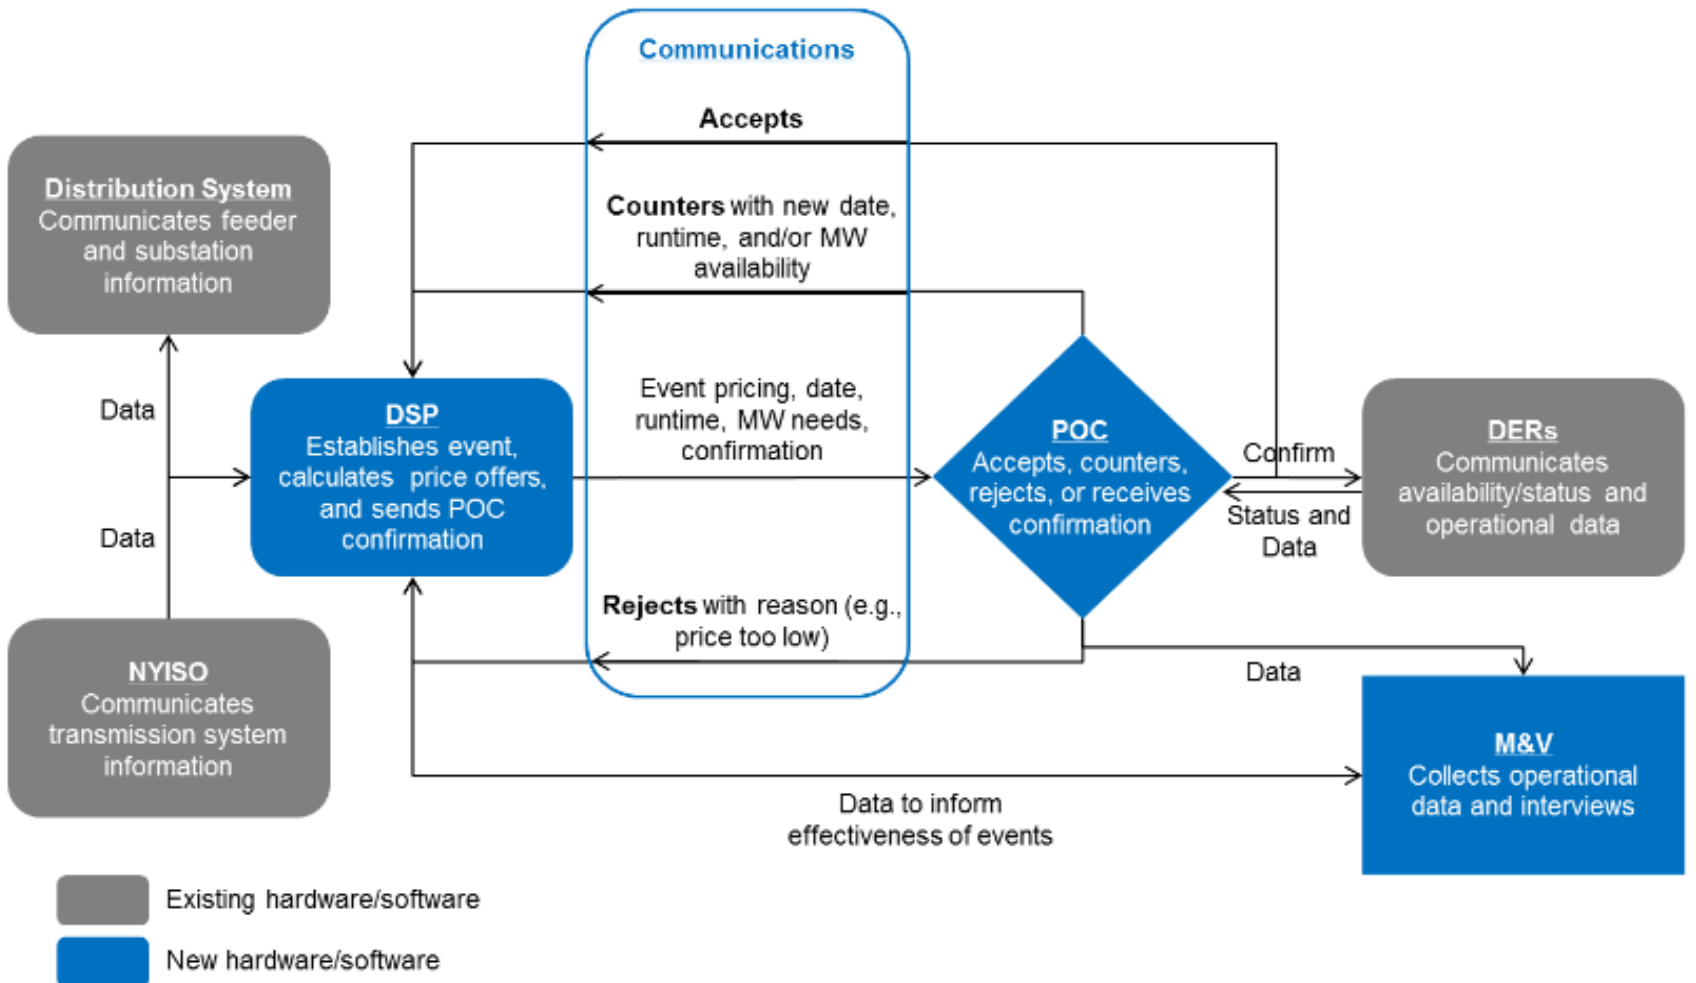 Communications
Accepts
Counters with new date,
runtime, and/or MW
availability
Distribution System
Communicates feeder
and substation
information
Data
Data
DSP
Establishes event,
calculates price offers,
and sends POC
confirmation
Event pricing, date,
runtime, MW needs,
confirmation
POC
Accepts, counters,
rejects, or receives
confirmation
Confirm
Status and
Data
DERs
Communicates
availability/status and
operational data
Rejects with reason (e.g.,
price too low)
NYISO
Communicates
transmission system
information
Data
M&V
Collects operational
data and interviews
Data to inform
effectiveness of events
Existing hardware/software
New hardware/software